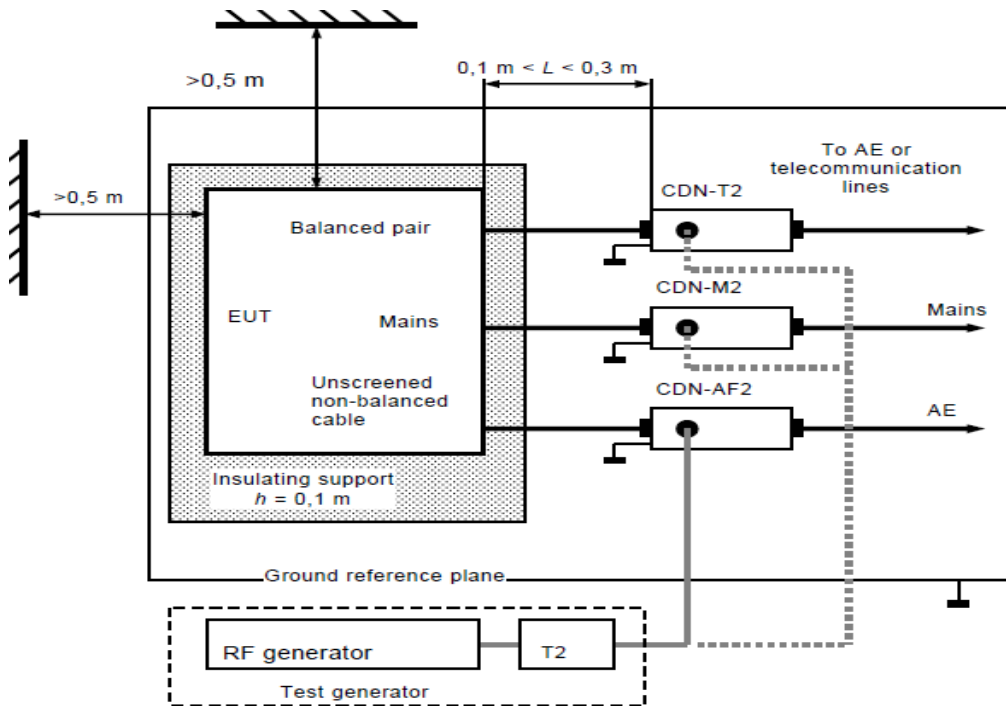 >0,5 m
0,1 m < L < 0,3 m
>0,5 m
To AE or
telecommunication
lines
CDN-T2
Balanced pair
CDN-M2
EUT
Mains
Mains
Unscreened
non-balanced
cable
CDN-AF2
AE
Insulating support
h = 0,1 m
Ground reference plane
RF generator
T2
Test generator